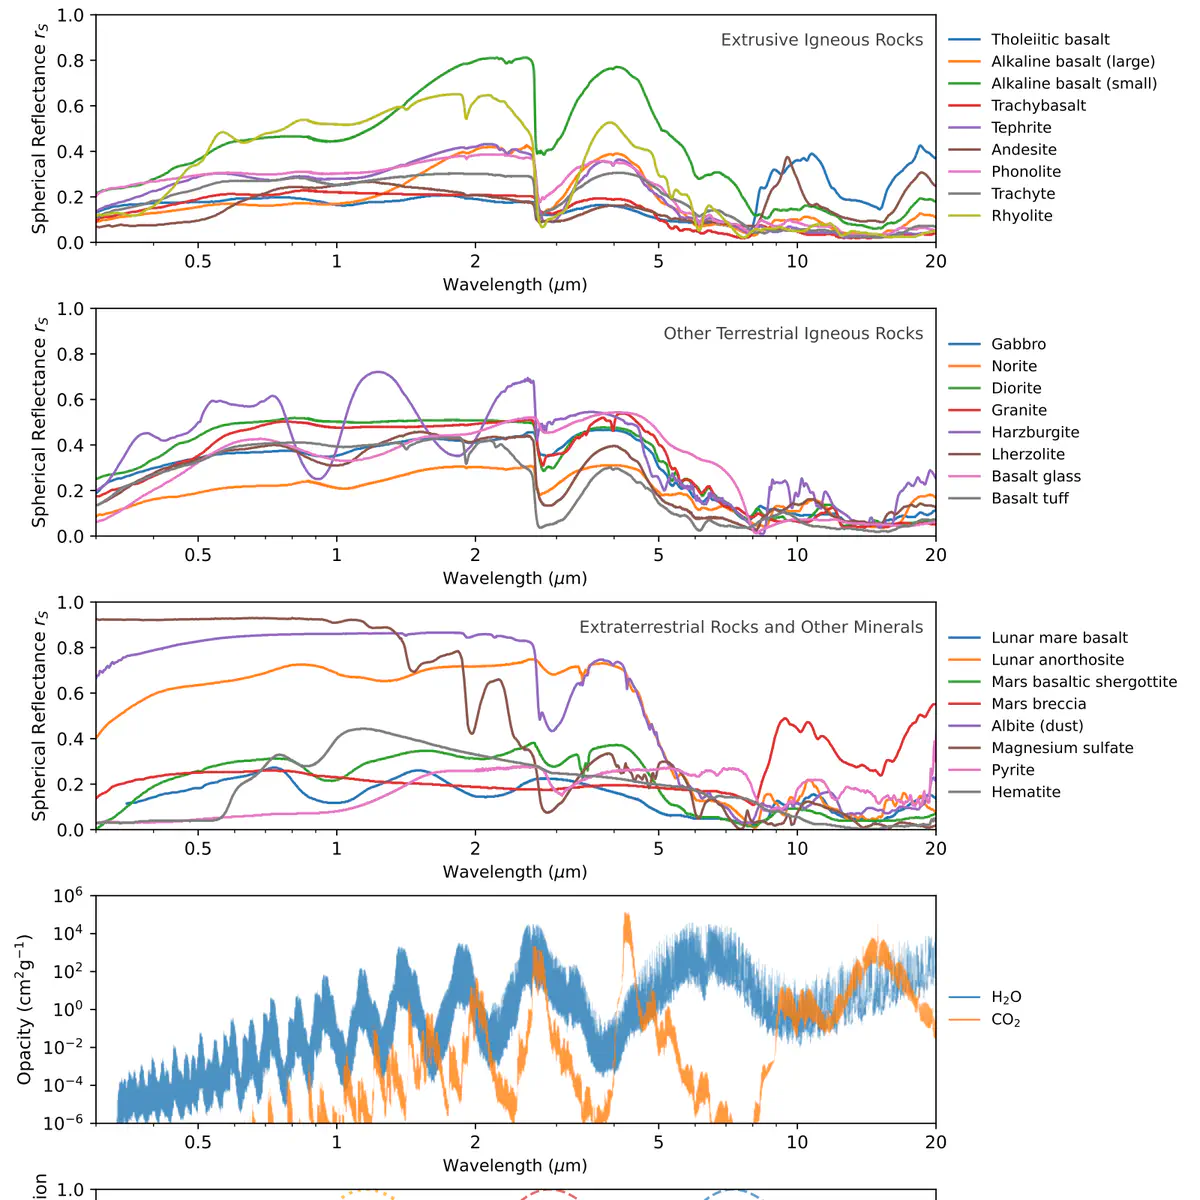 1.0
0.8
0.6
0.4
0.2
0.0
Spherical Reflectance rS
Extrusive Igneous Rocks
0.5 1 2 5 10 20
Wavelength (μm)
Tholeiitic basalt
Alkaline basalt (large)
Alkaline basalt (small)
Trachybasalt
Tephrite
Andesite
Phonolite
Trachyte
Rhyolite
1.0
0.8
0.6
0.4
0.2
0.0
Spherical Reflectance rS
Other Terrestrial Igneous Rocks
0.5 1 2 5 10 20
Wavelength (μm)
Gabbro
Norite
Diorite
Granite
Harzburgite
Lherzolite
Basalt glass
Basalt tuff
1.0
0.8
0.6
0.4
0.2
0.0
Spherical Reflectance rS
Extraterrestrial Rocks and Other Minerals
0.5 1 2 5 10 20
Wavelength (μm)
Lunar mare basalt
Lunar anorthosite
Mars basaltic shergottite
Mars breccia
Albite (dust)
Magnesium sulfate
Pyrite
Hematite
10⁶
10⁴
10²
10⁰
10⁻²
10⁻⁴
10⁻⁶
Opacity (cm²g⁻¹)
0.5 1 2 5 10 20
Wavelength (μm)
H₂O
CO₂
1.0